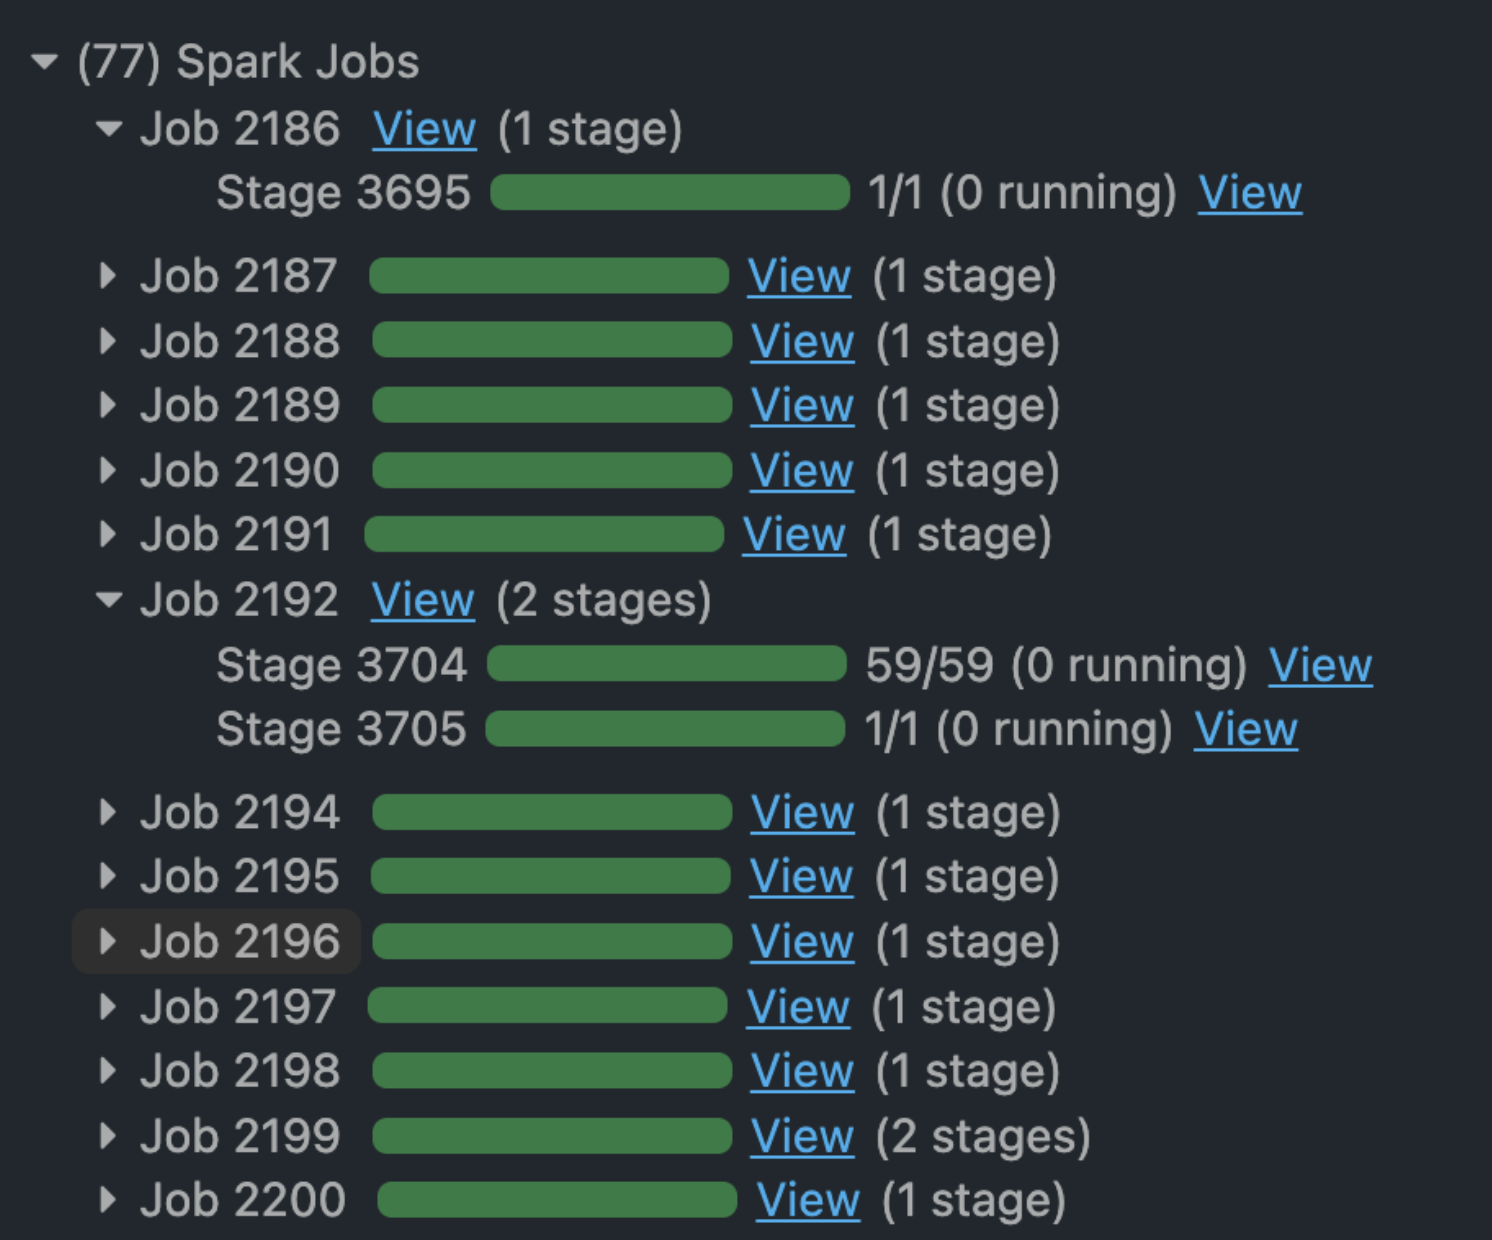 (77) Spark Jobs
Job 2186 View (1 stage)
Stage 3695 1/1 (0 running) View
Job 2187 View (1 stage)
Job 2188 View (1 stage)
Job 2189 View (1 stage)
Job 2190 View (1 stage)
Job 2191 View (1 stage)
Job 2192 View (2 stages)
Stage 3704 59/59 (0 running) View
Stage 3705 1/1 (0 running) View
Job 2194 View (1 stage)
Job 2195 View (1 stage)
Job 2196 View (1 stage)
Job 2197 View (1 stage)
Job 2198 View (1 stage)
Job 2199 View (2 stages)
Job 2200 View (1 stage)